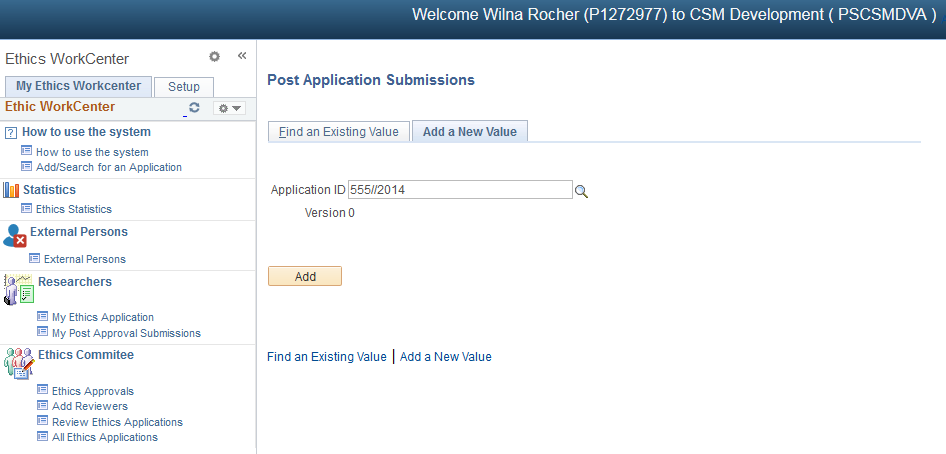 Welcome Wilna Rocher (P1272977) to CSM Development ( PSCSMDVA )
Ethics WorkCenter
«
My Ethics Workcenter
Setup
Ethic WorkCenter
? How to use the system
How to use the system
Add/Search for an Application
Statistics
Ethics Statistics
External Persons
External Persons
Researchers
My Ethics Application
My Post Approval Submissions
Ethics Commitee
Ethics Approvals
Add Reviewers
Review Ethics Applications
All Ethics Applications
Post Application Submissions
Find an Existing Value
Add a New Value
Application ID 555//2014
Version 0
Add
Find an Existing Value | Add a New Value